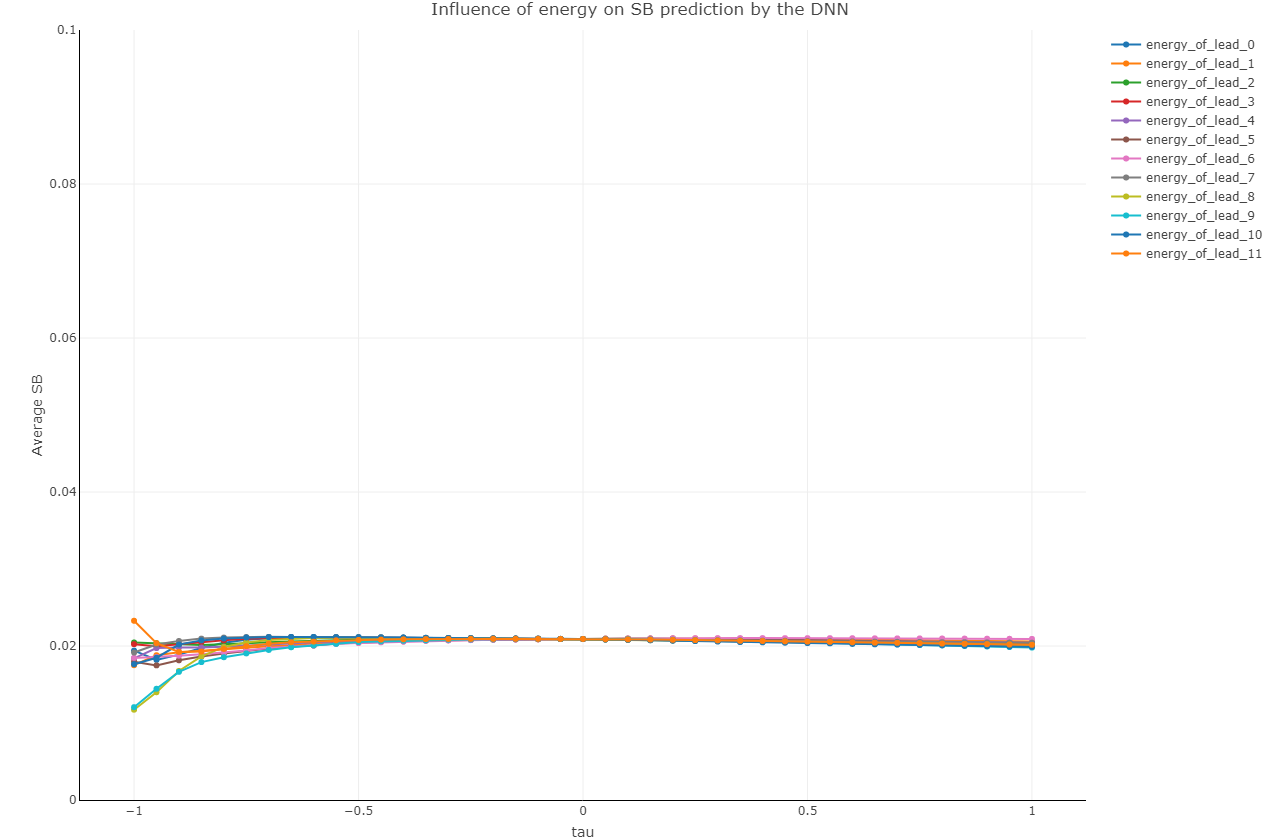 Influence of energy on SB prediction by the DNN
0.1
0.08
0.06
0.04
0.02
0
Average SB
−1
−0.5
0
0.5
1
tau
energy_of_lead_0
energy_of_lead_1
energy_of_lead_2
energy_of_lead_3
energy_of_lead_4
energy_of_lead_5
energy_of_lead_6
energy_of_lead_7
energy_of_lead_8
energy_of_lead_9
energy_of_lead_10
energy_of_lead_11